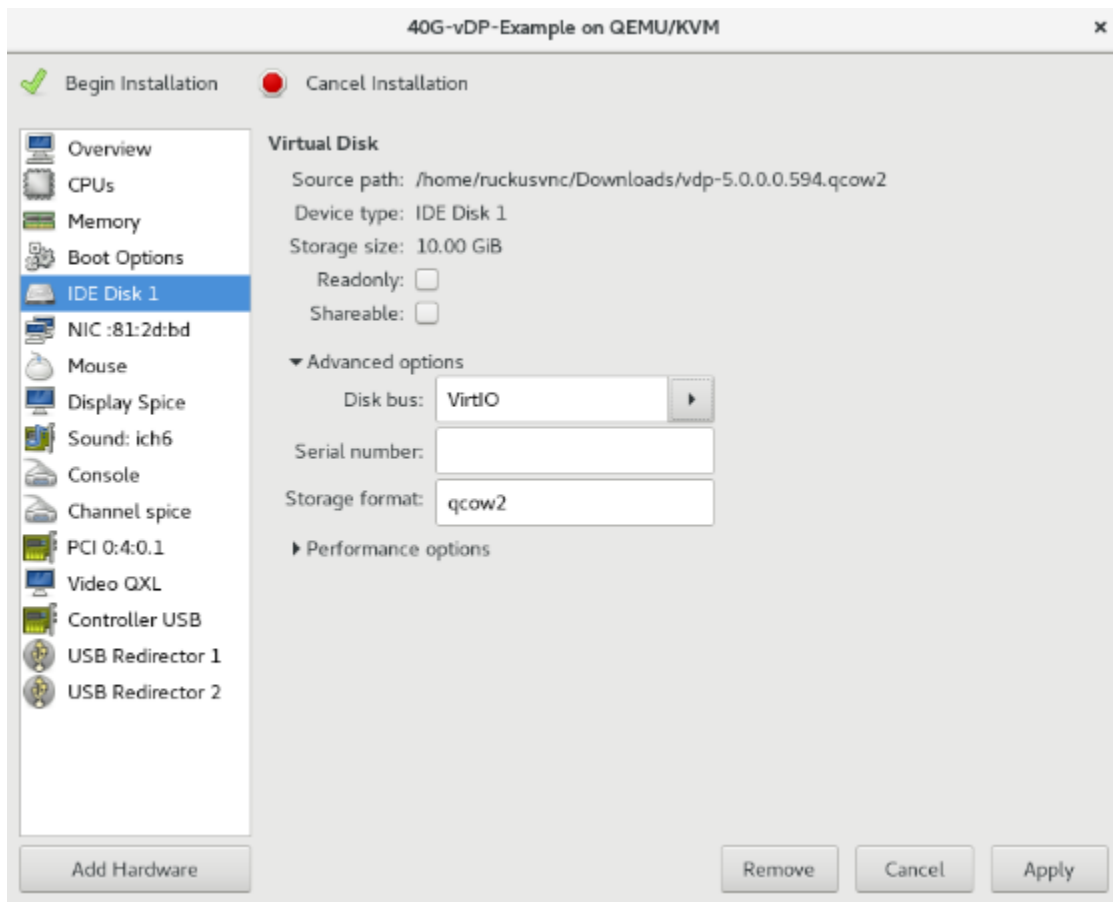 40G-vDP-Example on QEMU/KVM
Begin Installation
Cancel Installation
Overview
CPUs
Memory
Boot Options
IDE Disk 1
NIC :81:2d:bd
Mouse
Display Spice
Sound: ich6
Console
Channel spice
PCI 0:4:0.1
Video QXL
Controller USB
USB Redirector 1
USB Redirector 2
Add Hardware
Virtual Disk
Source path: /home/ruckusvnc/Downloads/vdp-5.0.0.0.594.qcow2
Device type: IDE Disk 1
Storage size: 10.00 GiB
Readonly:
Shareable:
Advanced options
Disk bus: VirtIO
Serial number:
Storage format: qcow2
Performance options
Remove Cancel Apply